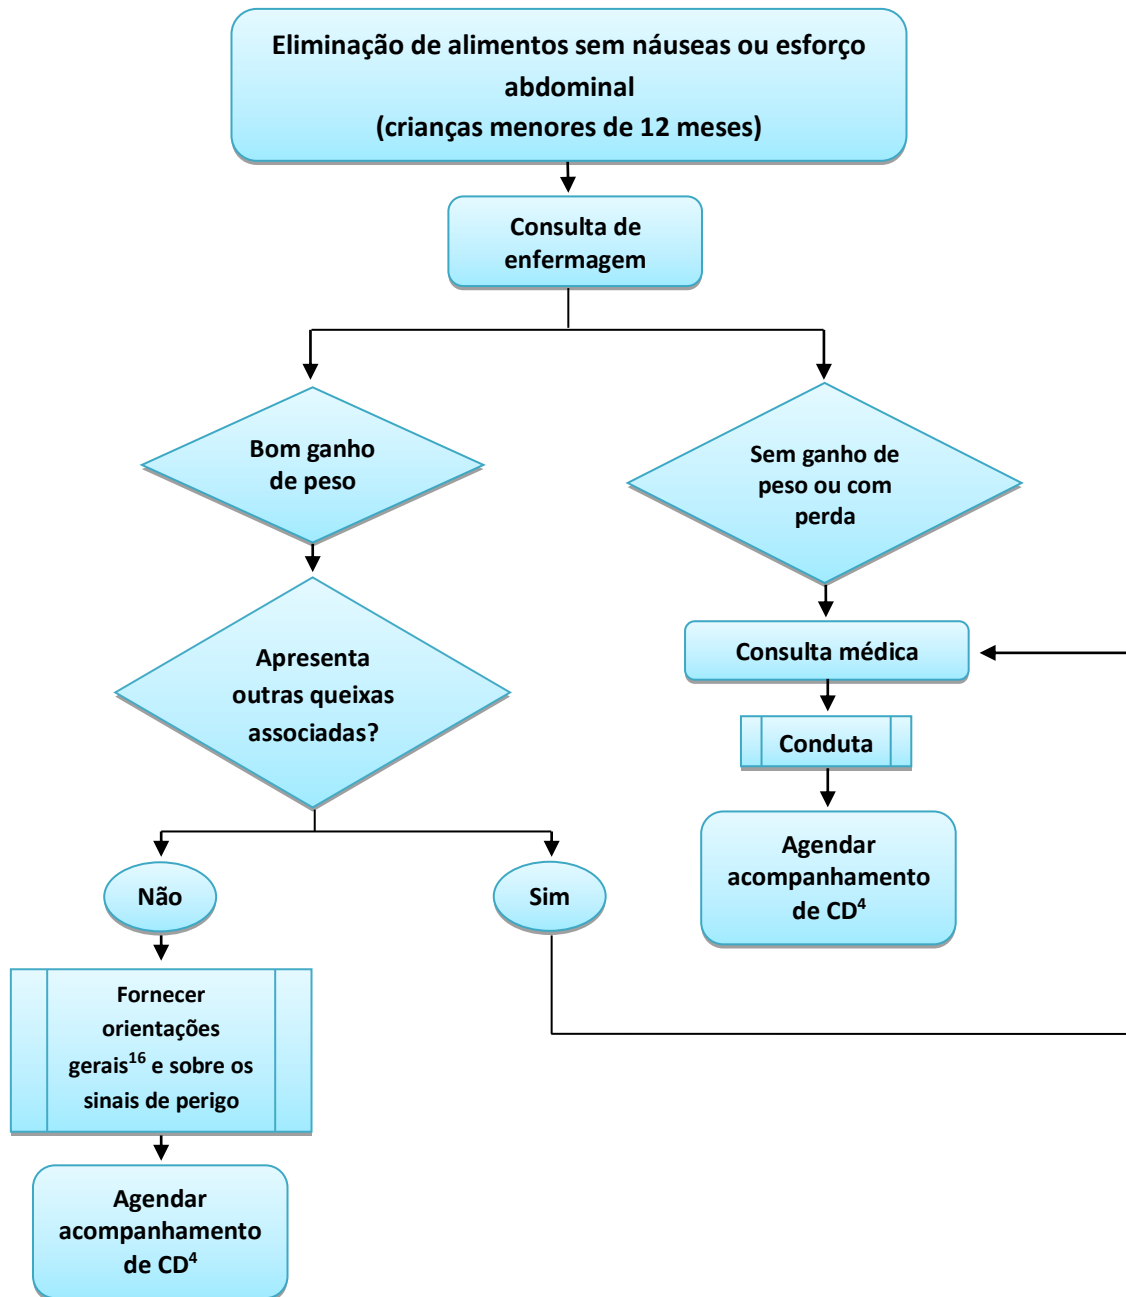 Eliminação de alimentos sem náuseas ou esforço
abdominal
(crianças menores de 12 meses)
Consulta de
enfermagem
Bom ganho
de peso
Sem ganho de
peso ou com
perda
Apresenta
outras queixas
associadas?
Consulta médica
Conduta
Agendar
acompanhamento
de CD⁴
Não
Sim
Fornecer
orientações
gerais¹⁶ e sobre os
sinais de perigo
Agendar
acompanhamento
de CD⁴